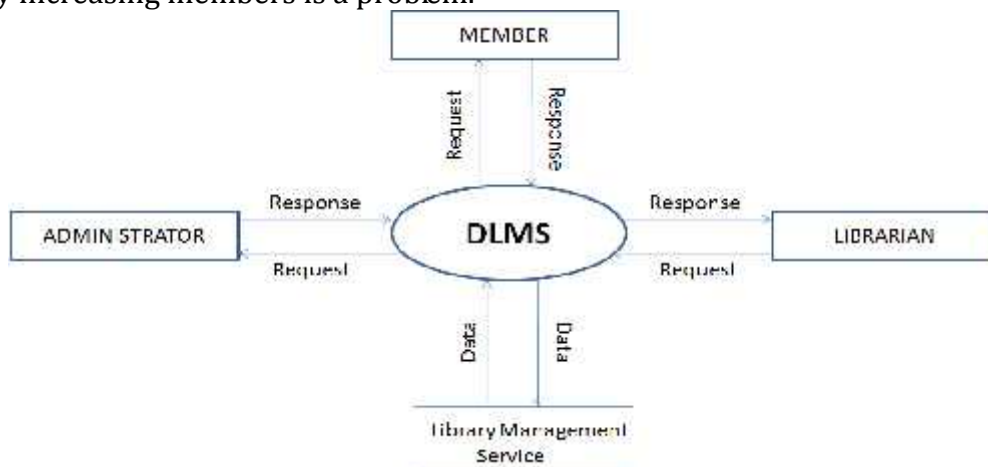 y increasing members is a problem.
MEMBER
Request
Response
Response
Response
ADMIN STRATOR
DLMS
LIBRARIAN
Request
Request
Data
Data
Library Management
Service